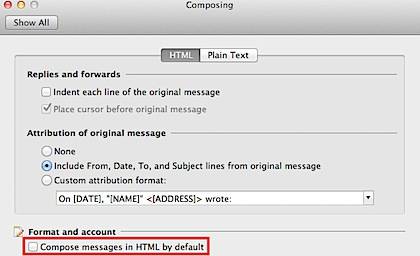 Composing
Show All
HTML Plain Text
Replies and forwards
Indent each line of the original message
Place cursor before original message
Attribution of original message
None
Include From, Date, To, and Subject lines from original message
Custom attribution format:
On [DATE], "[NAME]" <[ADDRESS]> wrote:
Format and account
Compose messages in HTML by default